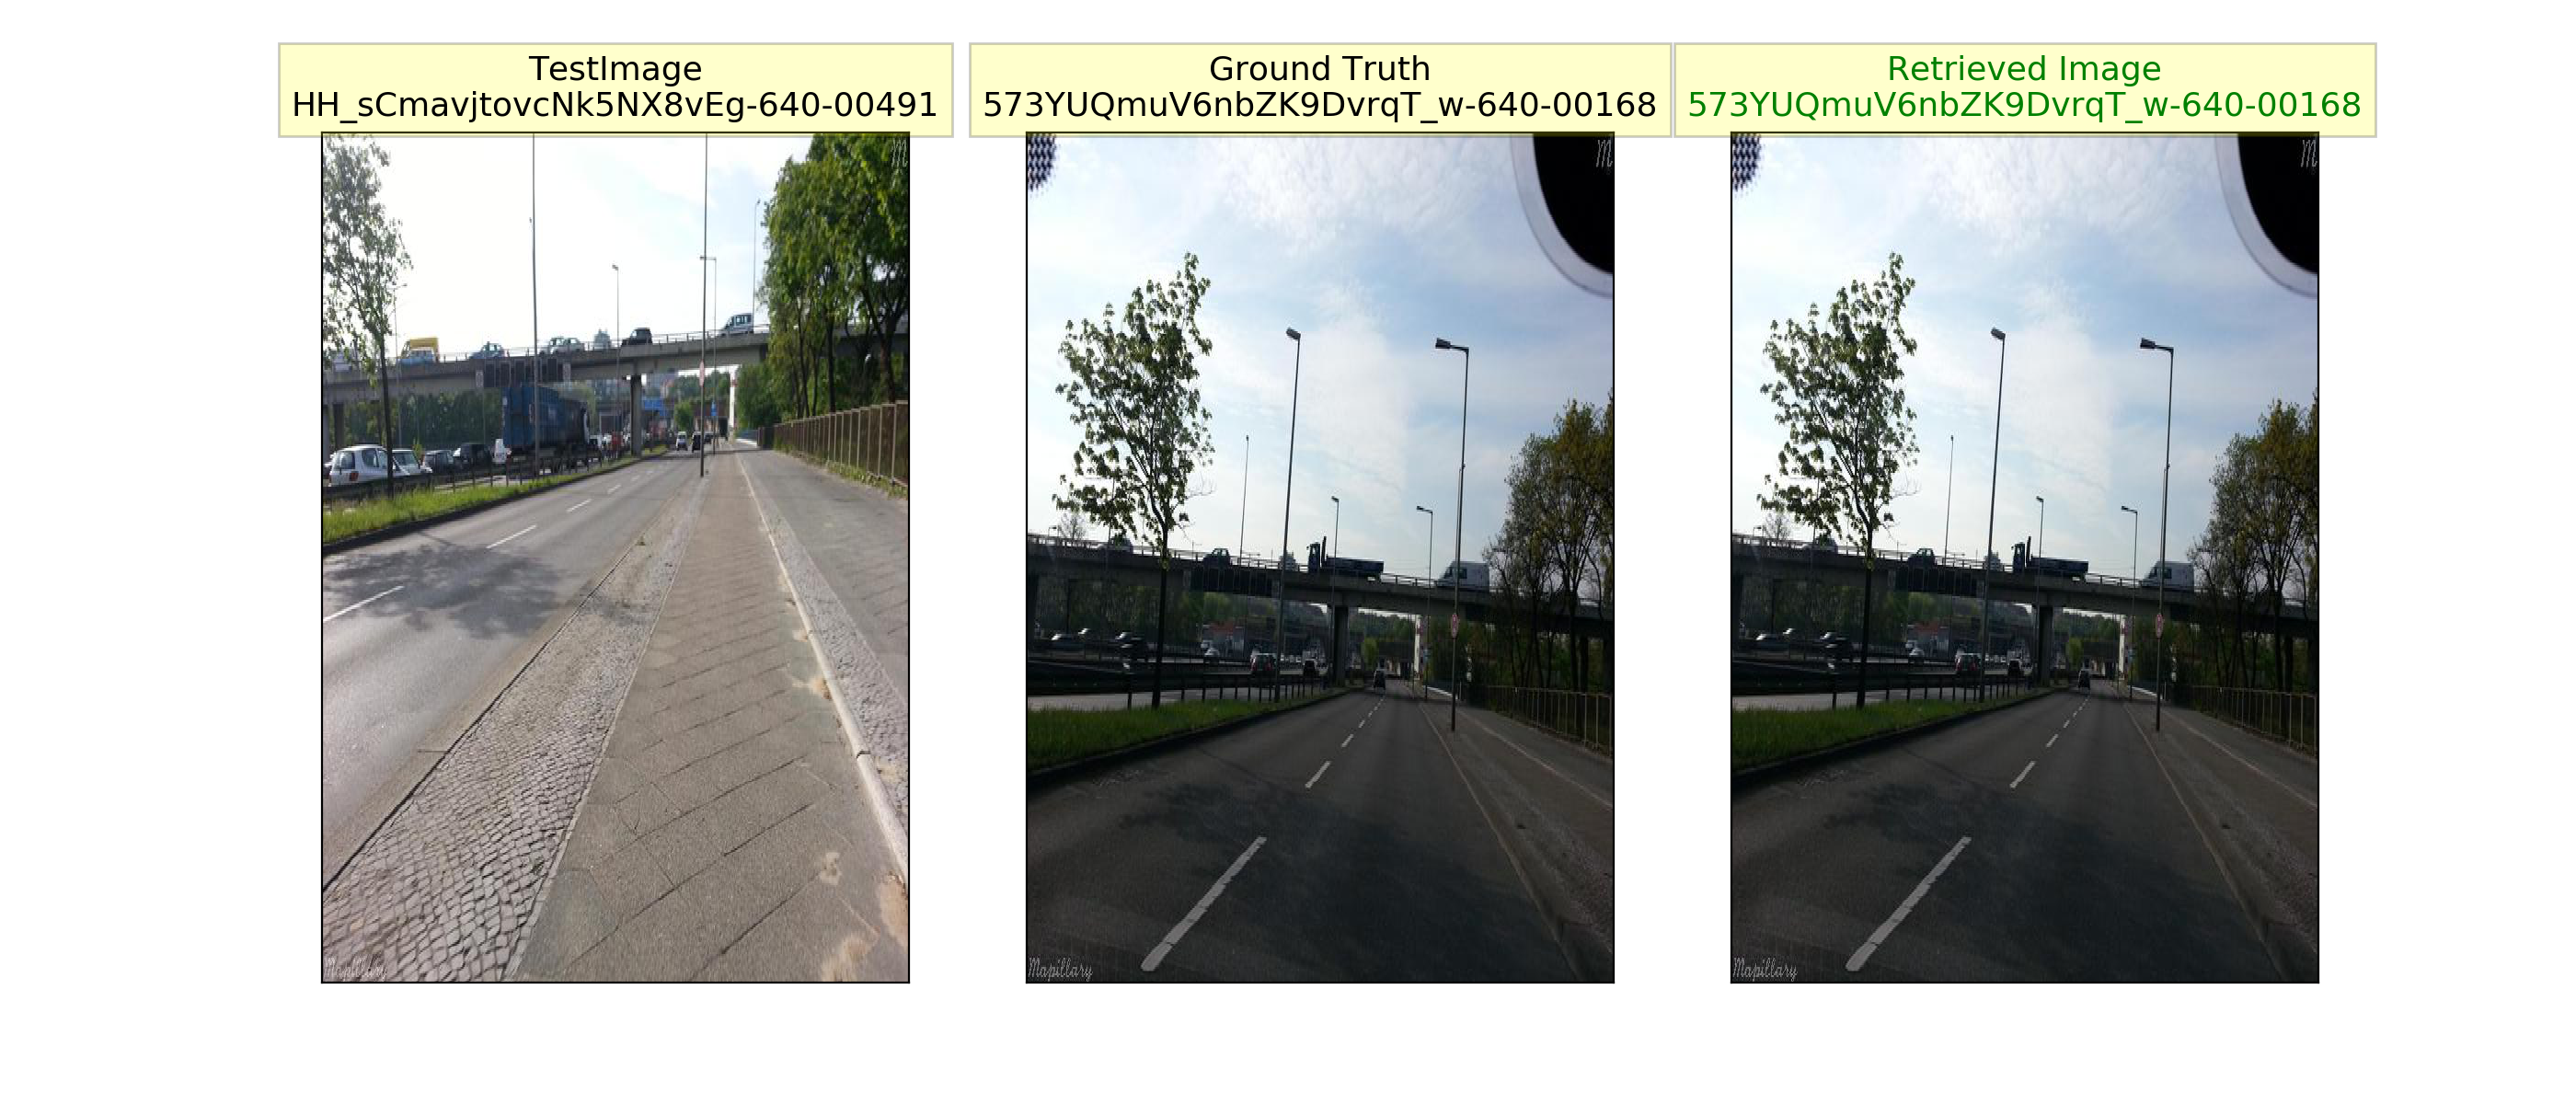 TestImage
HH_sCmavjtovcNk5NX8vEg-640-00491
Ground Truth
573YUQmuV6nbZK9DvrqT_w-640-00168
Retrieved Image
573YUQmuV6nbZK9DvrqT_w-640-00168
M
M
M
Mapillary
Mapillary
Mapillary